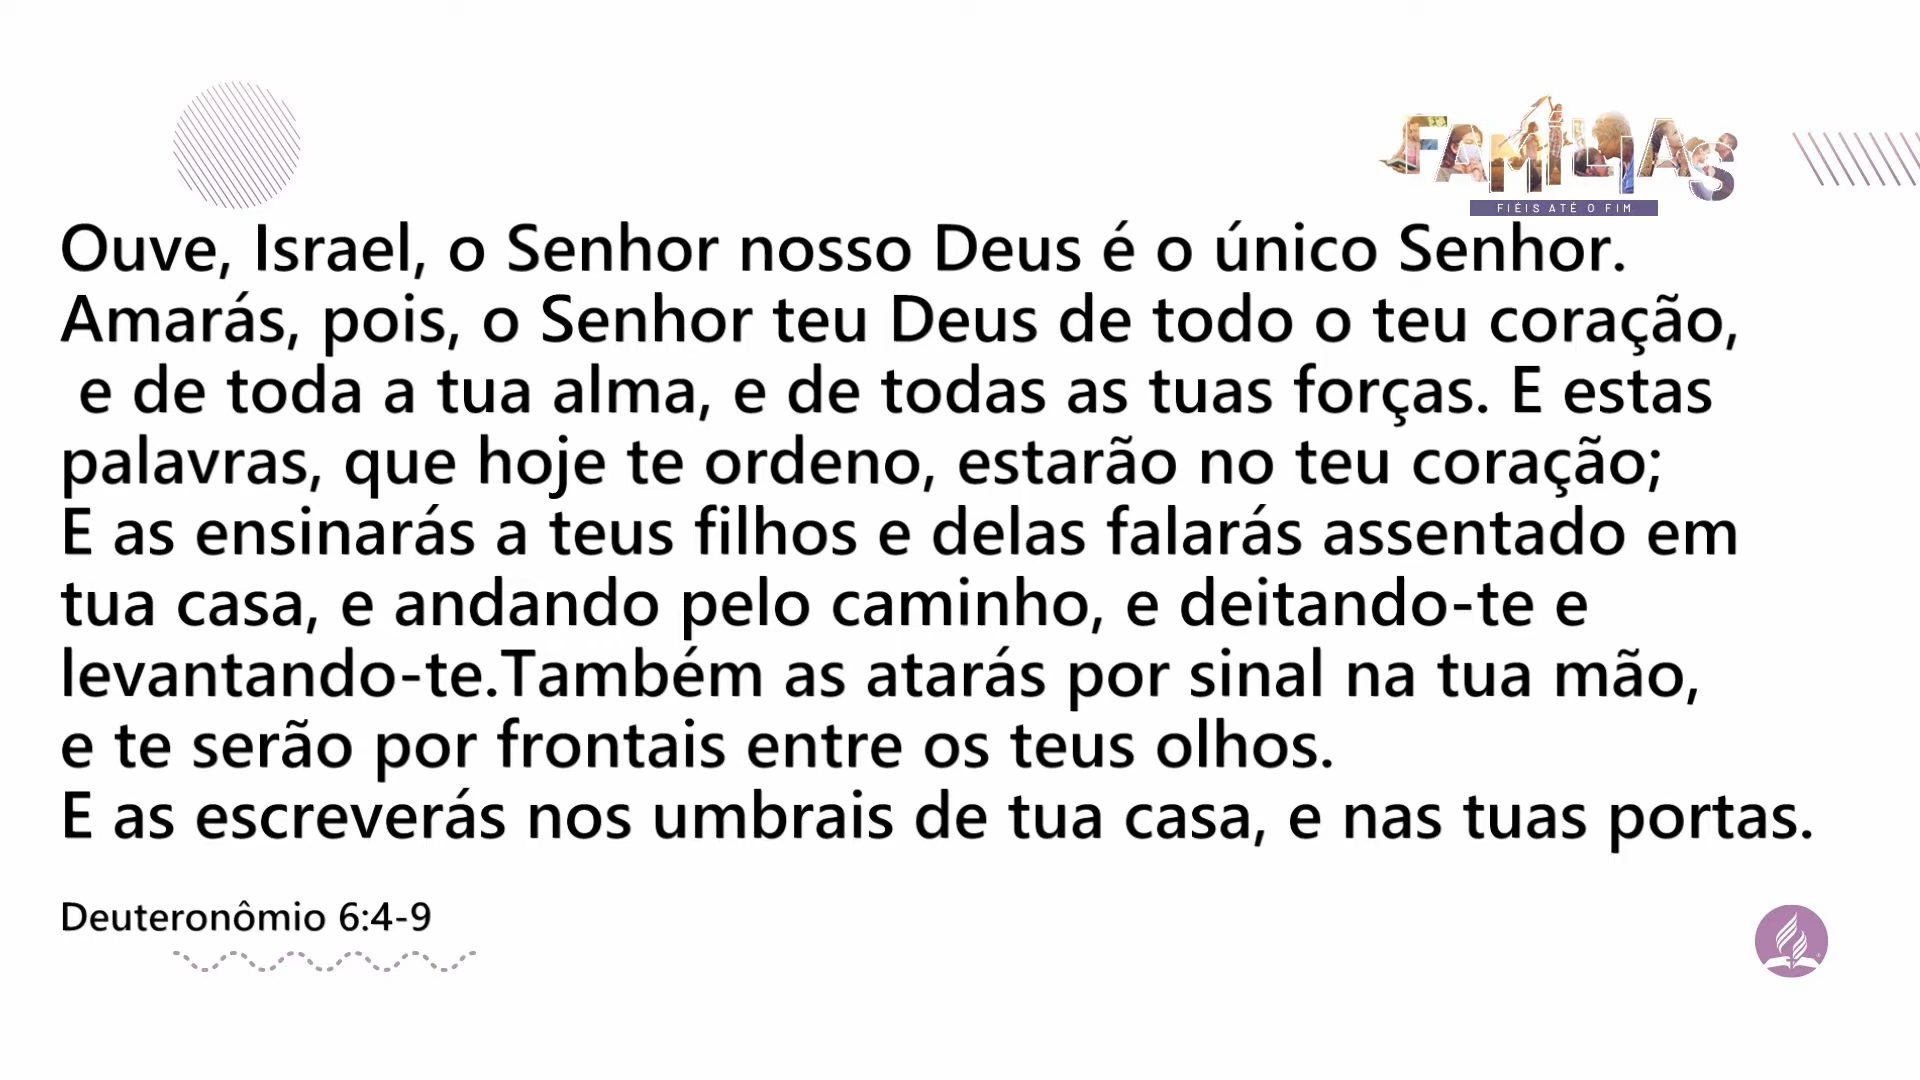 FAMÍLIAS
FIÉIS ATÉ O FIM
Ouve, Israel, o Senhor nosso Deus é o único Senhor.
Amarás, pois, o Senhor teu Deus de todo o teu coração,
e de toda a tua alma, e de todas as tuas forças. E estas
palavras, que hoje te ordeno, estarão no teu coração;
E as ensinarás a teus filhos e delas falarás assentado em
tua casa, e andando pelo caminho, e deitando-te e
levantando-te.Também as atarás por sinal na tua mão,
e te serão por frontais entre os teus olhos.
E as escreverás nos umbrais de tua casa, e nas tuas portas.
Deuteronômio 6:4-9